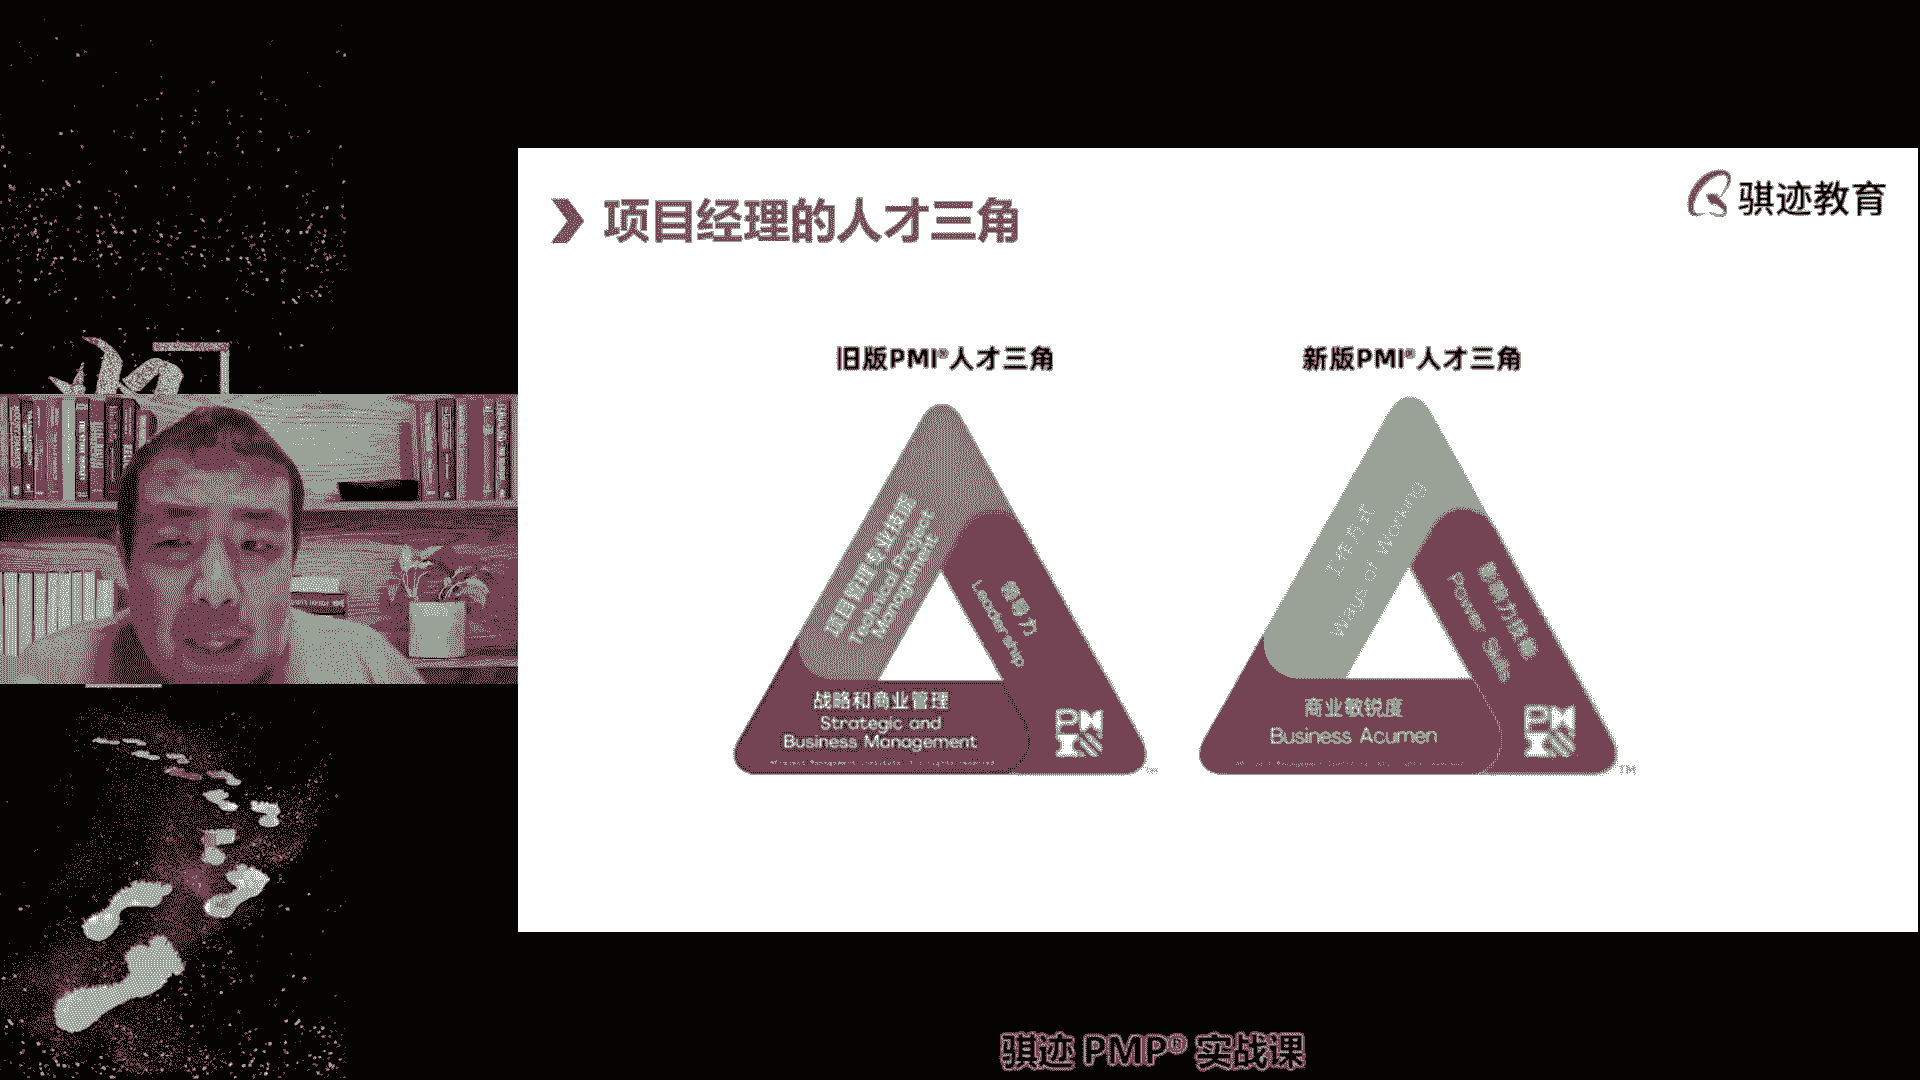 骐迹教育
项目经理的人才三角
旧版PMI®人才三角
项目管理专业技能
Technical Project
Management
领导力
Leadership
战略和商业管理
Strategic and
Business Management
PMI
TM
新版PMI®人才三角
工作方式
Ways of Working
影响力技能
Power Skills
商业敏锐度
Business Acumen
PMI
TM
骐迹 PMP® 实战课